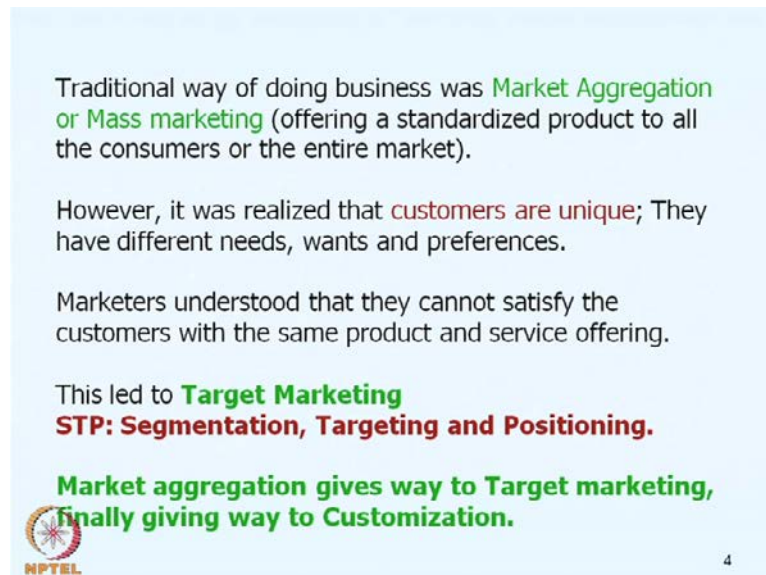 Traditional way of doing business was Market Aggregation
or Mass marketing (offering a standardized product to all
the consumers or the entire market).
However, it was realized that customers are unique; They
have different needs, wants and preferences.
Marketers understood that they cannot satisfy the
customers with the same product and service offering.
This led to Target Marketing
STP: Segmentation, Targeting and Positioning.
Market aggregation gives way to Target marketing,
finally giving way to Customization.
NPTEL
4